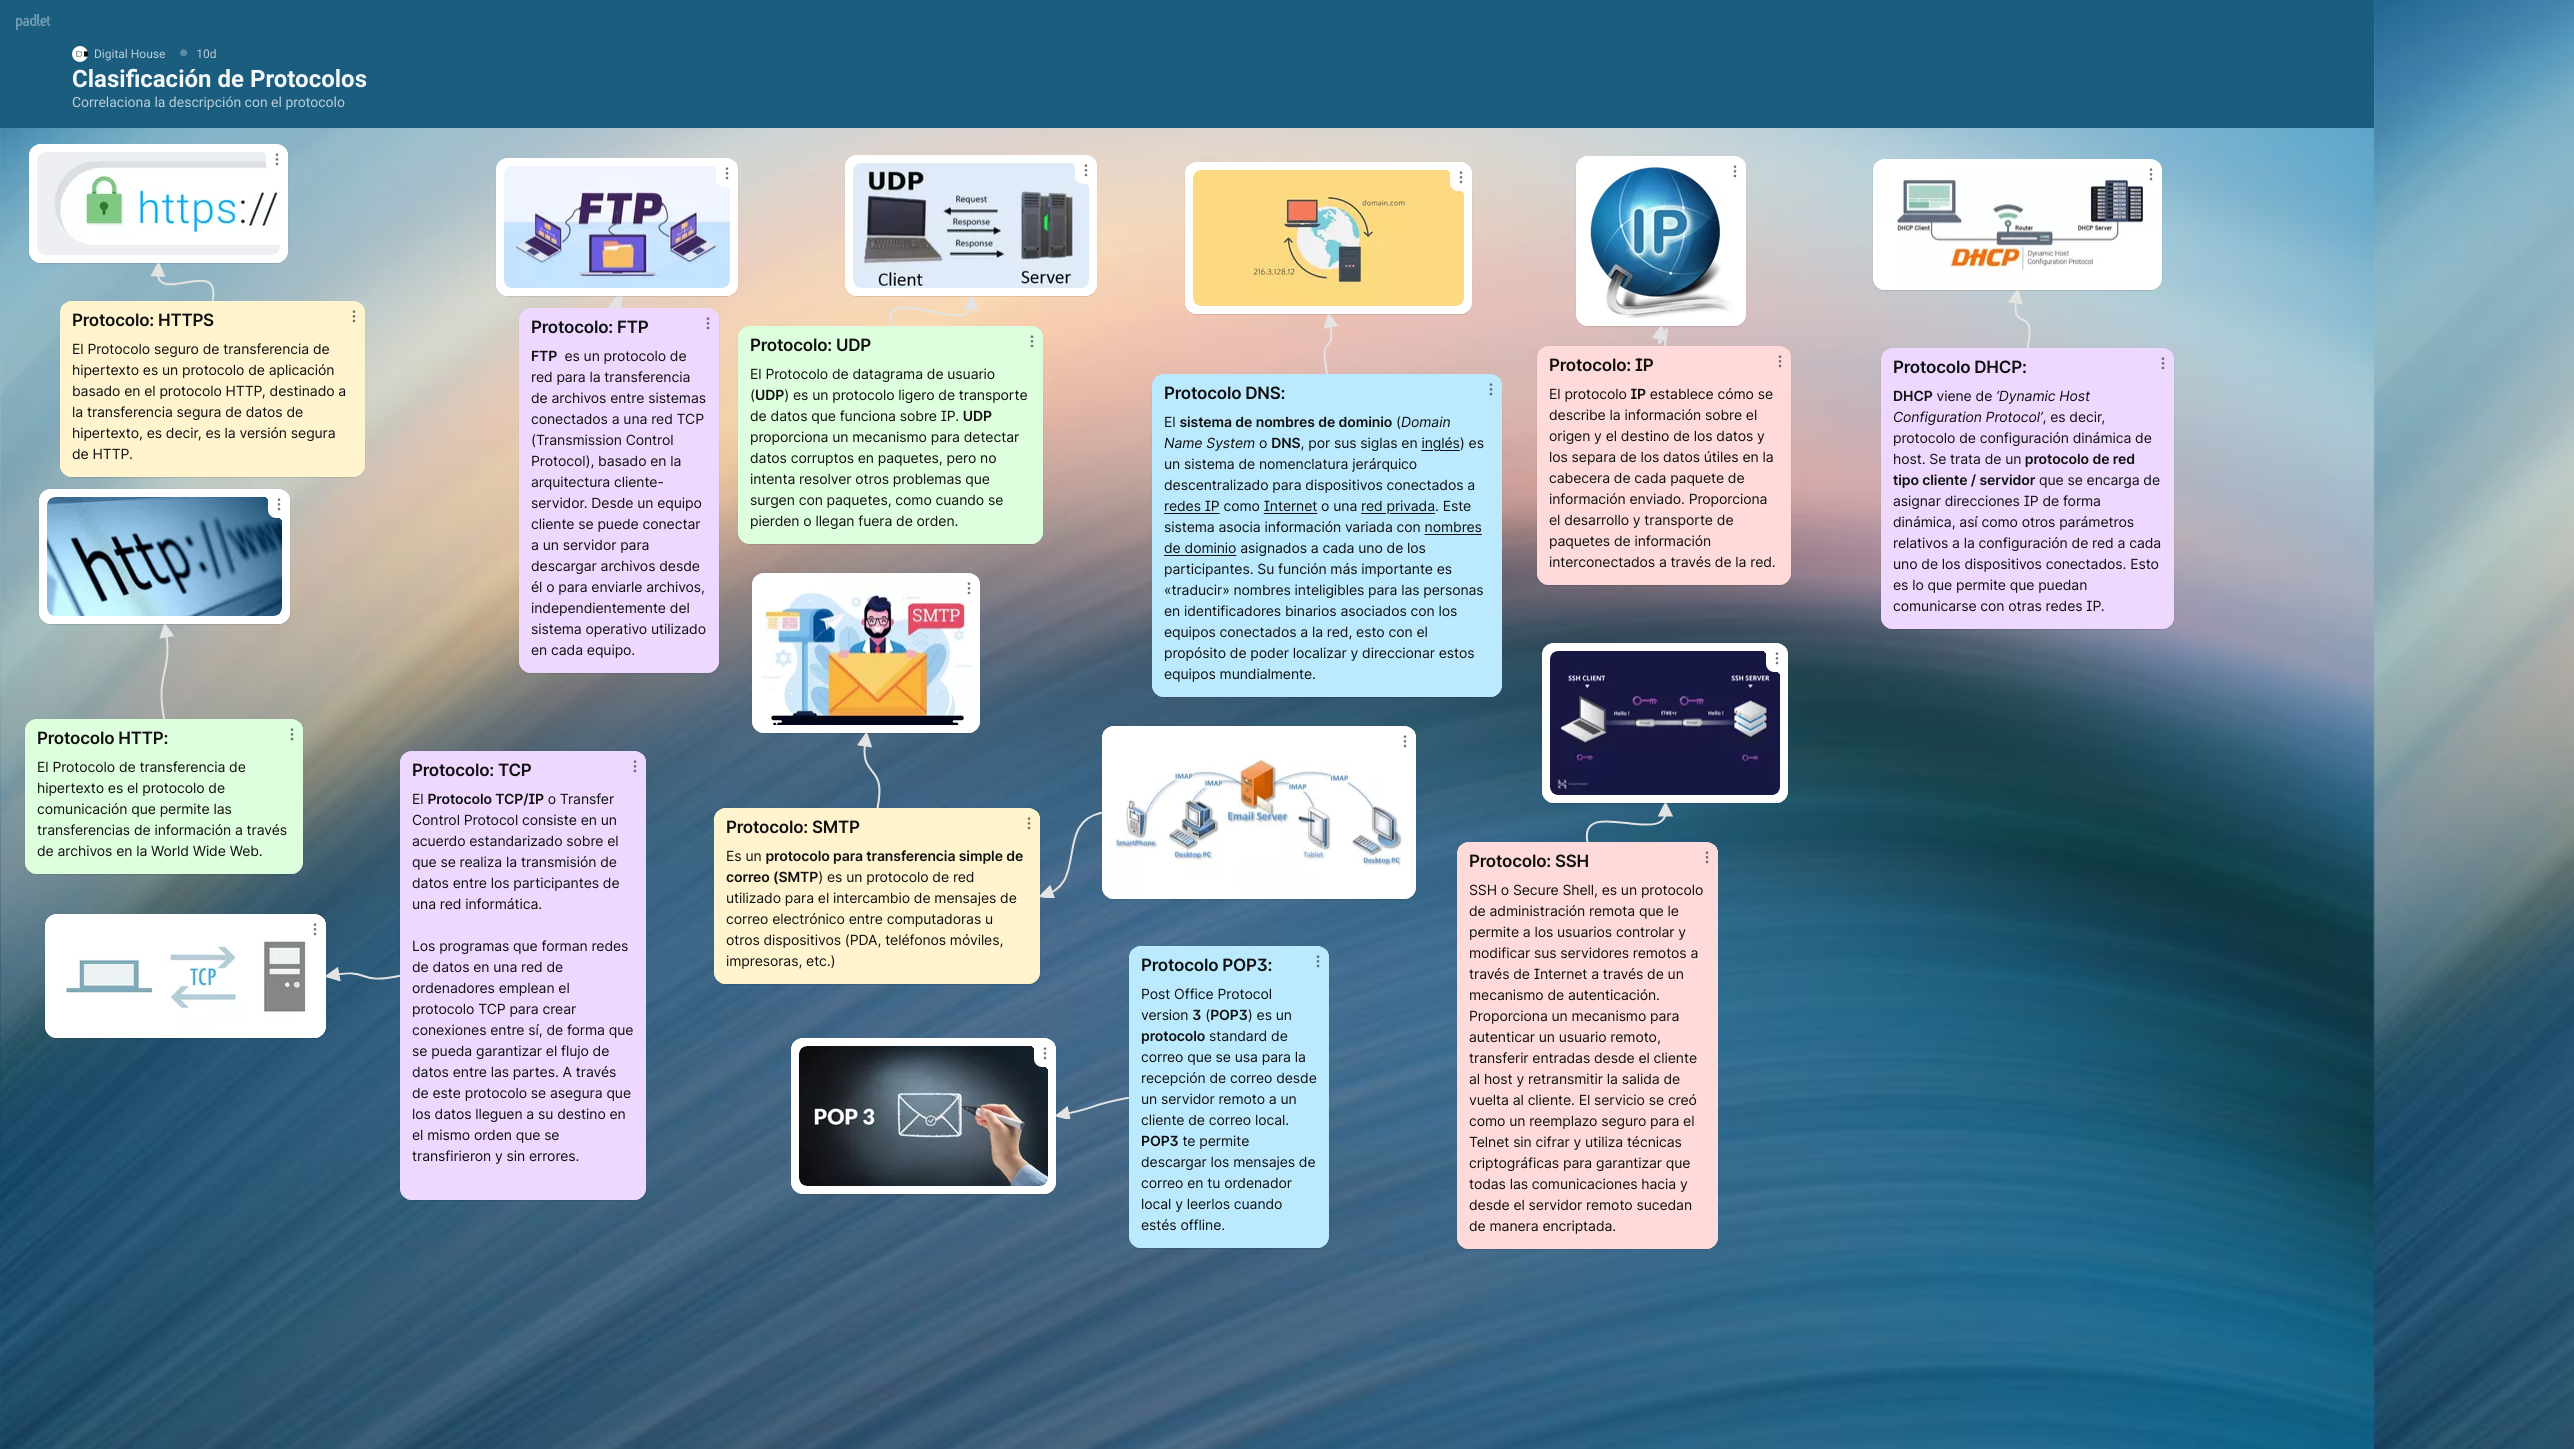 padlet
Digital House 10d
Clasificación de Protocolos
Correlaciona la descripción con el protocolo
https://
Protocolo: HTTPS
El Protocolo seguro de transferencia de
hipertexto es un protocolo de aplicación
basado en el protocolo HTTP, destinado a
la transferencia segura de datos de
hipertexto, es decir, es la versión segura
de HTTP.
http://www
Protocolo HTTP:
El Protocolo de transferencia de
hipertexto es el protocolo de
comunicación que permite las
transferencias de información a través
de archivos en la World Wide Web.
TCP
Protocolo: TCP
El Protocolo TCP/IP o Transfer
Control Protocol consiste en un
acuerdo estandarizado sobre el
que se realiza la transmisión de
datos entre los participantes de
una red informática.
Los programas que forman redes
de datos en una red de
ordenadores emplean el
protocolo TCP para crear
conexiones entre sí, de forma que
se pueda garantizar el flujo de
datos entre las partes. A través
de este protocolo se asegura que
los datos lleguen a su destino en
el mismo orden que se
transfirieron y sin errores.
FTP
Protocolo: FTP
FTP es un protocolo de
red para la transferencia
de archivos entre sistemas
conectados a una red TCP
(Transmission Control
Protocol), basado en la
arquitectura cliente-
servidor. Desde un equipo
cliente se puede conectar
a un servidor para
descargar archivos desde
él o para enviarle archivos,
independientemente del
sistema operativo utilizado
en cada equipo.
UDP
Request
Response
Response
Client
Server
Protocolo: UDP
El Protocolo de datagrama de usuario
(UDP) es un protocolo ligero de transporte
de datos que funciona sobre IP. UDP
proporciona un mecanismo para detectar
datos corruptos en paquetes, pero no
intenta resolver otros problemas que
surgen con paquetes, como cuando se
pierden o llegan fuera de orden.
SMTP
Protocolo: SMTP
Es un protocolo para transferencia simple de
correo (SMTP) es un protocolo de red
utilizado para el intercambio de mensajes de
correo electrónico entre computadoras u
otros dispositivos (PDA, teléfonos móviles,
impresoras, etc.)
POP 3
domain.com
216.3.128.12
Protocolo DNS:
El sistema de nombres de dominio (Domain
Name System o DNS, por sus siglas en inglés) es
un sistema de nomenclatura jerárquico
descentralizado para dispositivos conectados a
redes IP como Internet o una red privada. Este
sistema asocia información variada con nombres
de dominio asignados a cada uno de los
participantes. Su función más importante es
«traducir» nombres inteligibles para las personas
en identificadores binarios asociados con los
equipos conectados a la red, esto con el
propósito de poder localizar y direccionar estos
equipos mundialmente.
IMAP
IMAP
IMAP
IMAP
Email Server
SmartPhone
Desktop PC
Tablet
Desktop PC
Protocolo POP3:
Post Office Protocol
version 3 (POP3) es un
protocolo standard de
correo que se usa para la
recepción de correo desde
un servidor remoto a un
cliente de correo local.
POP3 te permite
descargar los mensajes de
correo en tu ordenador
local y leerlos cuando
estés offline.
IP
Protocolo: IP
El protocolo IP establece cómo se
describe la información sobre el
origen y el destino de los datos y
los separa de los datos útiles en la
cabecera de cada paquete de
información enviado. Proporciona
el desarrollo y transporte de
paquetes de información
interconectados a través de la red.
SSH CLIENT
SSH SERVER
Hello !
Hello !
Protocolo: SSH
SSH o Secure Shell, es un protocolo
de administración remota que le
permite a los usuarios controlar y
modificar sus servidores remotos a
través de Internet a través de un
mecanismo de autenticación.
Proporciona un mecanismo para
autenticar un usuario remoto,
transferir entradas desde el cliente
al host y retransmitir la salida de
vuelta al cliente. El servicio se creó
como un reemplazo seguro para el
Telnet sin cifrar y utiliza técnicas
criptográficas para garantizar que
todas las comunicaciones hacia y
desde el servidor remoto sucedan
de manera encriptada.
DHCP Client
Router
DHCP Server
DHCP
Dynamic Host
Configuration Protocol
Protocolo DHCP:
DHCP viene de ‘Dynamic Host
Configuration Protocol’, es decir,
protocolo de configuración dinámica de
host. Se trata de un protocolo de red
tipo cliente / servidor que se encarga de
asignar direcciones IP de forma
dinámica, así como otros parámetros
relativos a la configuración de red a cada
uno de los dispositivos conectados. Esto
es lo que permite que puedan
comunicarse con otras redes IP.